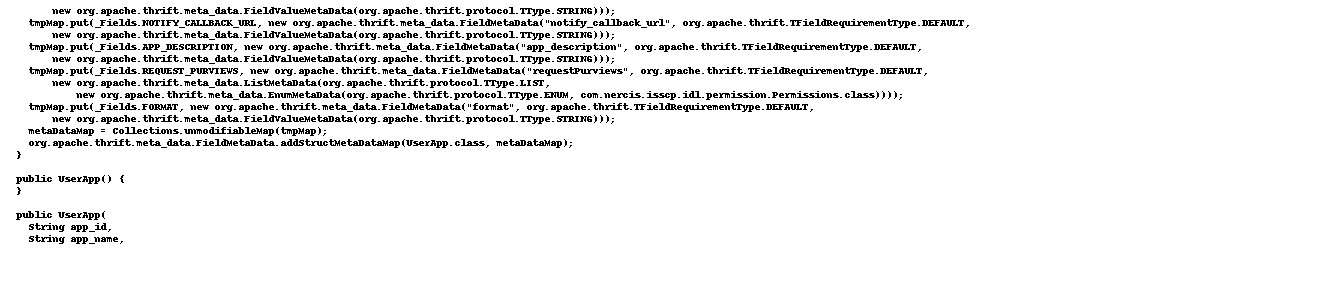 new org.apache.thrift.meta_data.FieldValueMetaData(org.apache.thrift.protocol.TType.STRING)));
    tmpMap.put(_Fields.NOTIFY_CALLBACK_URL, new org.apache.thrift.meta_data.FieldMetaData("notify_callback_url", org.apache.thrift.TFieldRequirementType.DEFAULT,
        new org.apache.thrift.meta_data.FieldValueMetaData(org.apache.thrift.protocol.TType.STRING)));
    tmpMap.put(_Fields.APP_DESCRIPTION, new org.apache.thrift.meta_data.FieldMetaData("app_description", org.apache.thrift.TFieldRequirementType.DEFAULT,
        new org.apache.thrift.meta_data.FieldValueMetaData(org.apache.thrift.protocol.TType.STRING)));
    tmpMap.put(_Fields.REQUEST_PURVIEWS, new org.apache.thrift.meta_data.FieldMetaData("requestPurviews", org.apache.thrift.TFieldRequirementType.DEFAULT,
        new org.apache.thrift.meta_data.ListMetaData(org.apache.thrift.protocol.TType.LIST,
            new org.apache.thrift.meta_data.EnumMetaData(org.apache.thrift.protocol.TType.ENUM, com.nercis.isscp.idl.permission.Permissions.class))));
    tmpMap.put(_Fields.FORMAT, new org.apache.thrift.meta_data.FieldMetaData("format", org.apache.thrift.TFieldRequirementType.DEFAULT,
        new org.apache.thrift.meta_data.FieldValueMetaData(org.apache.thrift.protocol.TType.STRING)));
    metaDataMap = Collections.unmodifiableMap(tmpMap);
    org.apache.thrift.meta_data.FieldMetaData.addStructMetaDataMap(UserApp.class, metaDataMap);
  }

  public UserApp() {
  }

  public UserApp(
    String app_id,
    String app_name,